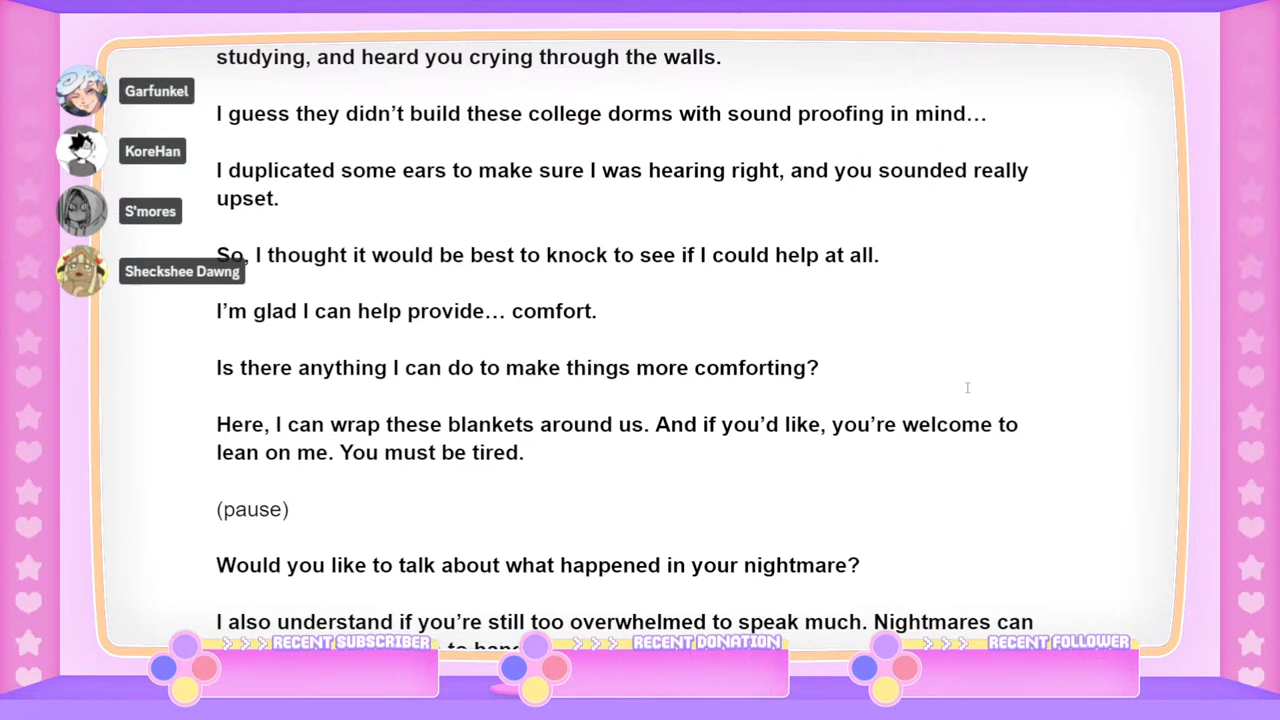 studying, and heard you crying through the walls.
Garfunkel
I guess they didn’t build these college dorms with sound proofing in mind…
KoreHan
I duplicated some ears to make sure I was hearing right, and you sounded really
upset.
S'mores
So, I thought it would be best to knock to see if I could help at all.
Sheckshee Dawng
I’m glad I can help provide… comfort.
Is there anything I can do to make things more comforting?
Here, I can wrap these blankets around us. And if you’d like, you’re welcome to
lean on me. You must be tired.
(pause)
Would you like to talk about what happened in your nightmare?
I also understand if you’re still too overwhelmed to speak much. Nightmares can
> > > RECENT SUBSCRIBER
> > > RECENT DONATION
> > > RECENT FOLLOWER